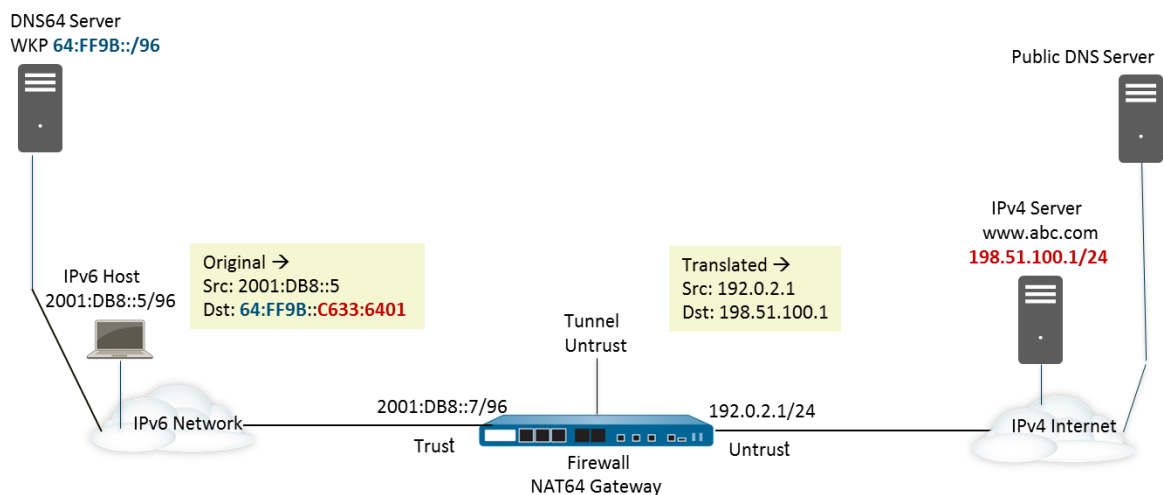 DNS64 Server
WKP 64:FF9B::/96
Public DNS Server
IPv4 Server
www.abc.com
198.51.100.1/24
IPv6 Host
2001:DB8::5/96
Original →
Src: 2001:DB8::5
Dst: 64:FF9B::C633:6401
Translated →
Src: 192.0.2.1
Dst: 198.51.100.1
Tunnel
Untrust
2001:DB8::7/96
192.0.2.1/24
IPv6 Network
IPv4 Internet
Trust
Untrust
Firewall
NAT64 Gateway